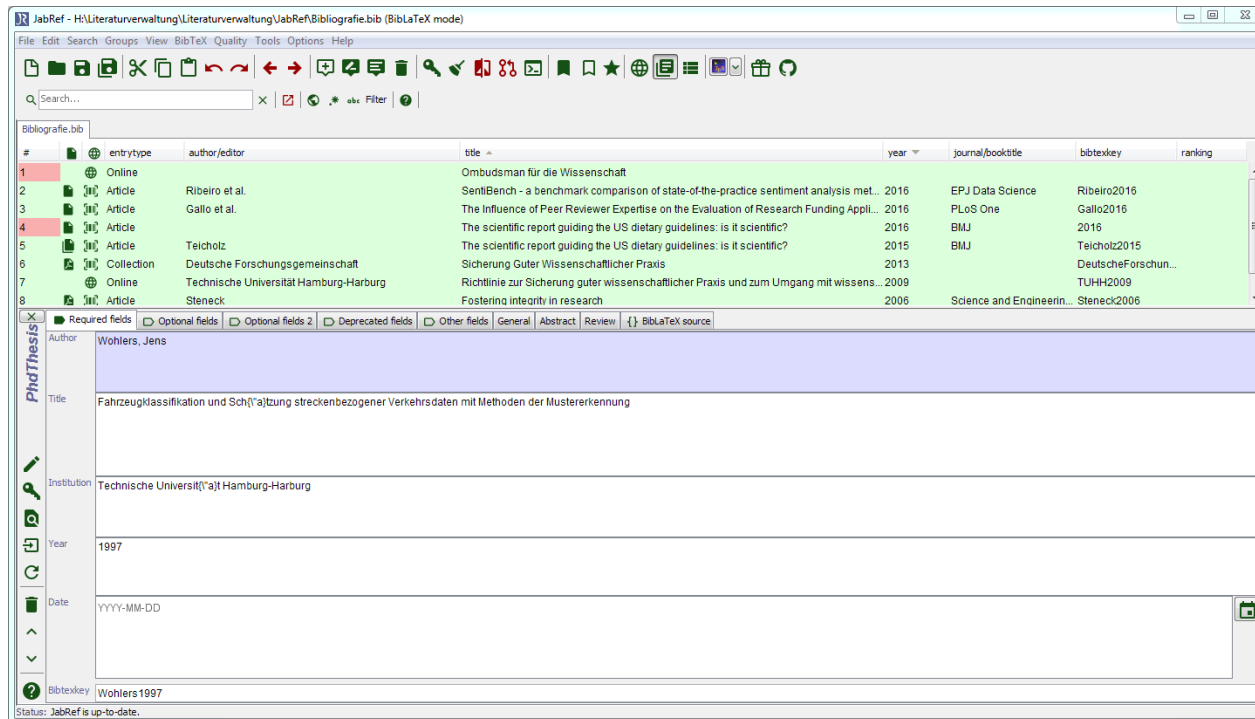 JabRef - H:\Literaturverwaltung\Literaturverwaltung\JabRef\Bibliografie.bib (BibLaTeX mode)
File Edit Search Groups View BibTeX Quality Tools Options Help
Search... abc Filter
Bibliografie.bib
# entrytype author/editor title year journal/booktitle bibtexkey ranking
1 Online Ombudsman für die Wissenschaft
2 Article Ribeiro et al. SentiBench - a benchmark comparison of state-of-the-practice sentiment analysis met... 2016 EPJ Data Science Ribeiro2016
3 Article Gallo et al. The Influence of Peer Reviewer Expertise on the Evaluation of Research Funding Appli... 2016 PLoS One Gallo2016
4 Article The scientific report guiding the US dietary guidelines: is it scientific? 2016 BMJ 2016
5 Article Teicholz The scientific report guiding the US dietary guidelines: is it scientific? 2015 BMJ Teicholz2015
6 Collection Deutsche Forschungsgemeinschaft Sicherung Guter Wissenschaftlicher Praxis 2013 DeutscheForschun...
7 Online Technische Universität Hamburg-Harburg Richtlinie zur Sicherung guter wissenschaftlicher Praxis und zum Umgang mit wissens... 2009 TUHH2009
8 Article Steneck Fostering integrity in research 2006 Science and Engineerin... Steneck2006
Required fields Optional fields Optional fields 2 Deprecated fields Other fields General Abstract Review {} BibLaTeX source
PhdThesis
Author Wohlers, Jens
Title Fahrzeugklassifikation und Sch{\"a}tzung streckenbezogener Verkehrsdaten mit Methoden der Mustererkennung
Institution Technische Universit{\"a}t Hamburg-Harburg
Year 1997
Date YYYY-MM-DD
Bibtexkey Wohlers1997
Status: JabRef is up-to-date.